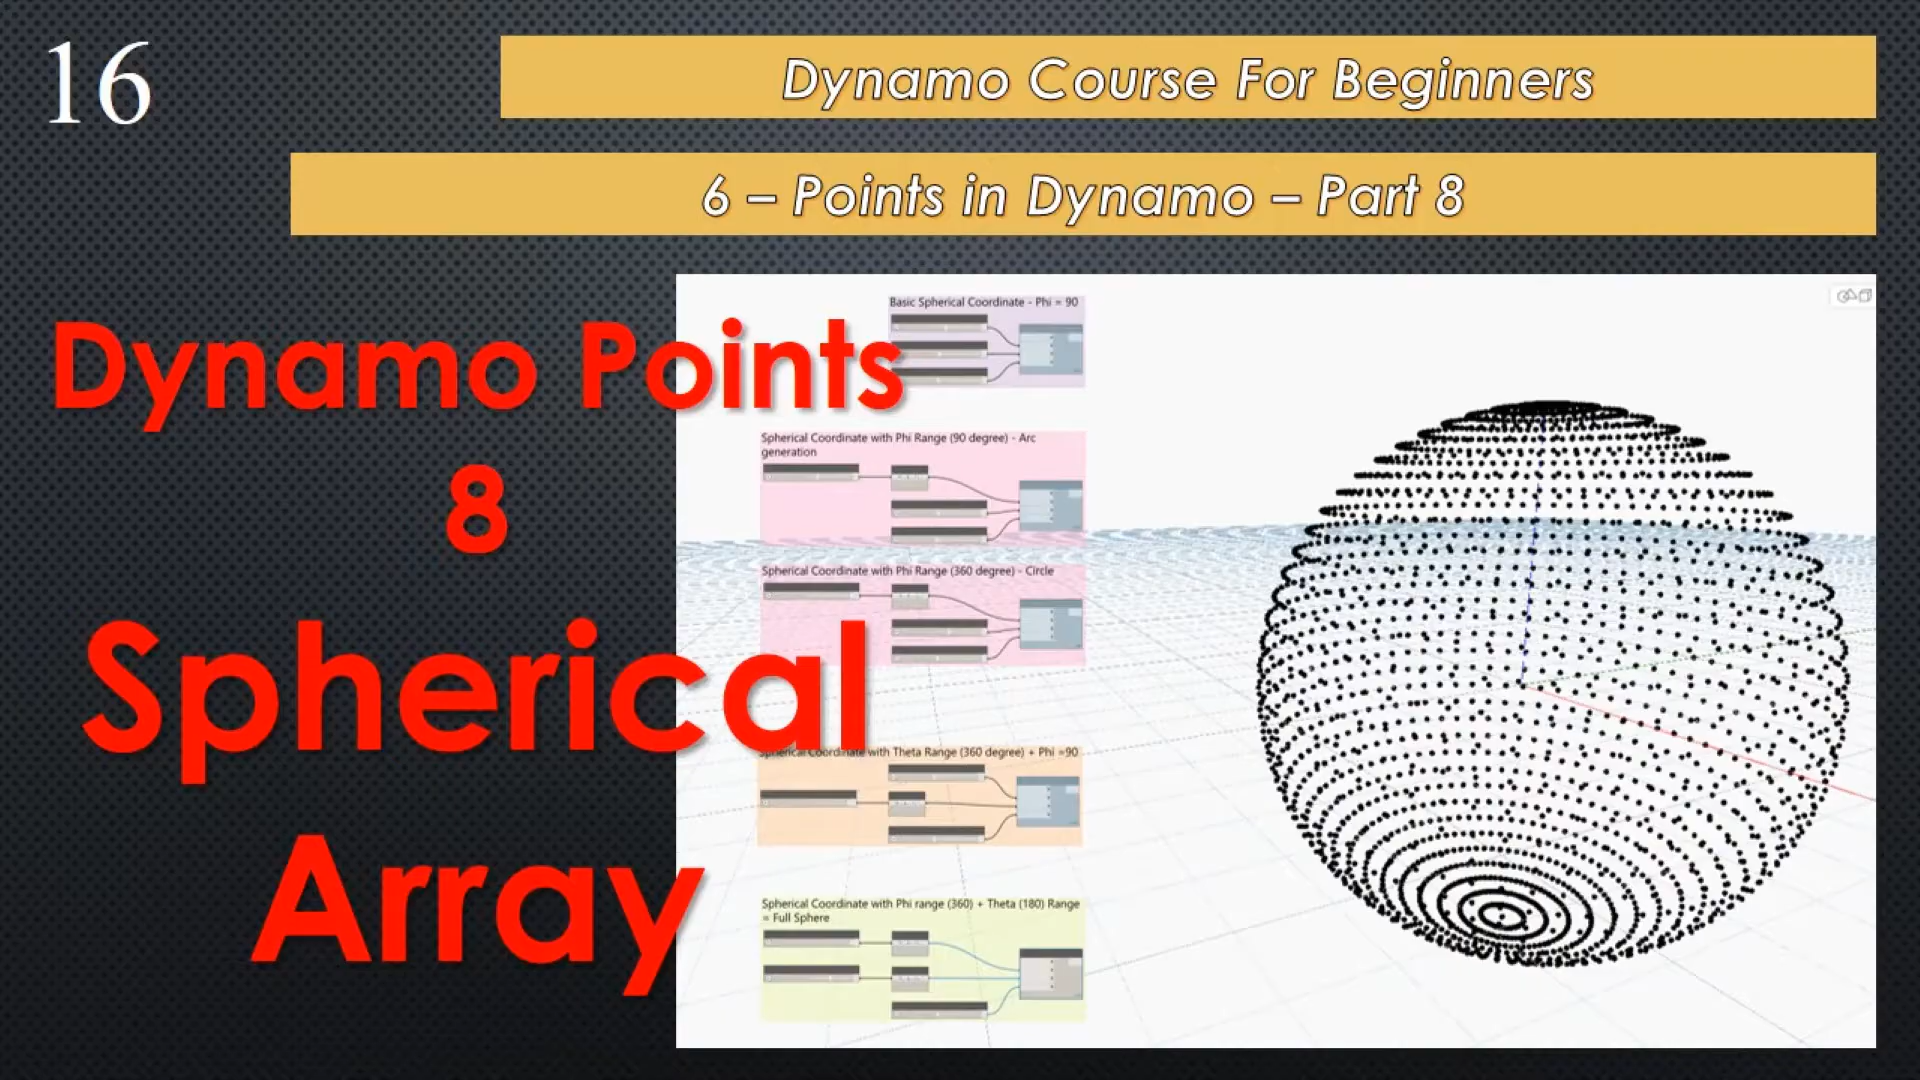 16
Dynamo Course For Beginners
6 – Points in Dynamo – Part 8
Dynamo Points
8
Spherical
Array
Basic Spherical Coordinate - Phi = 90
Spherical Coordinate with Phi Range (90 degree) - Arc
generation
Spherical Coordinate with Phi Range (360 degree) - Circle
Spherical Coordinate with Theta Range (360 degree) + Phi =90
Spherical Coordinate with Phi range (360) + Theta (180) Range
= Full Sphere